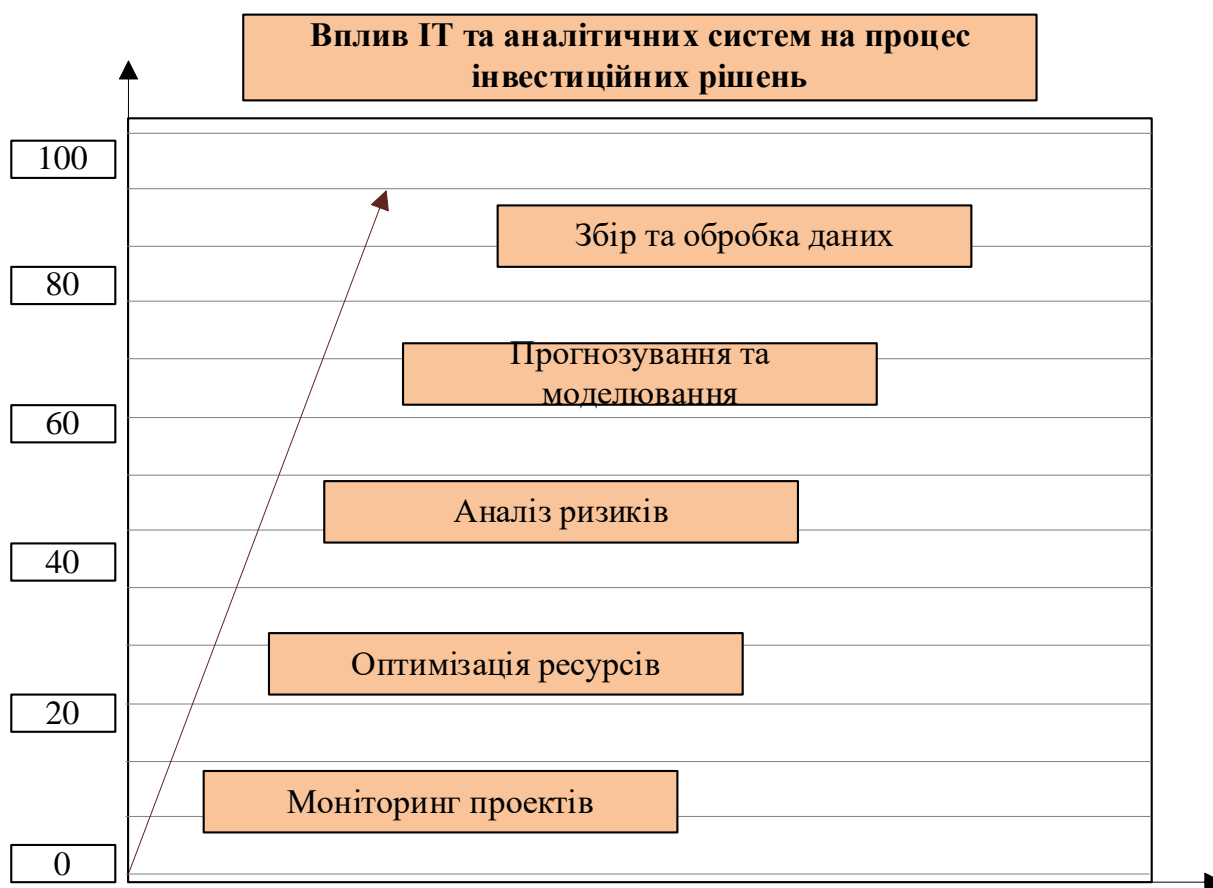 Вплив ІТ та аналітичних систем на процес
інвестиційних рішень
100
Збір та обробка даних
80
Прогнозування та
моделювання
60
Аналіз ризиків
40
Оптимізація ресурсів
20
Моніторинг проектів
0